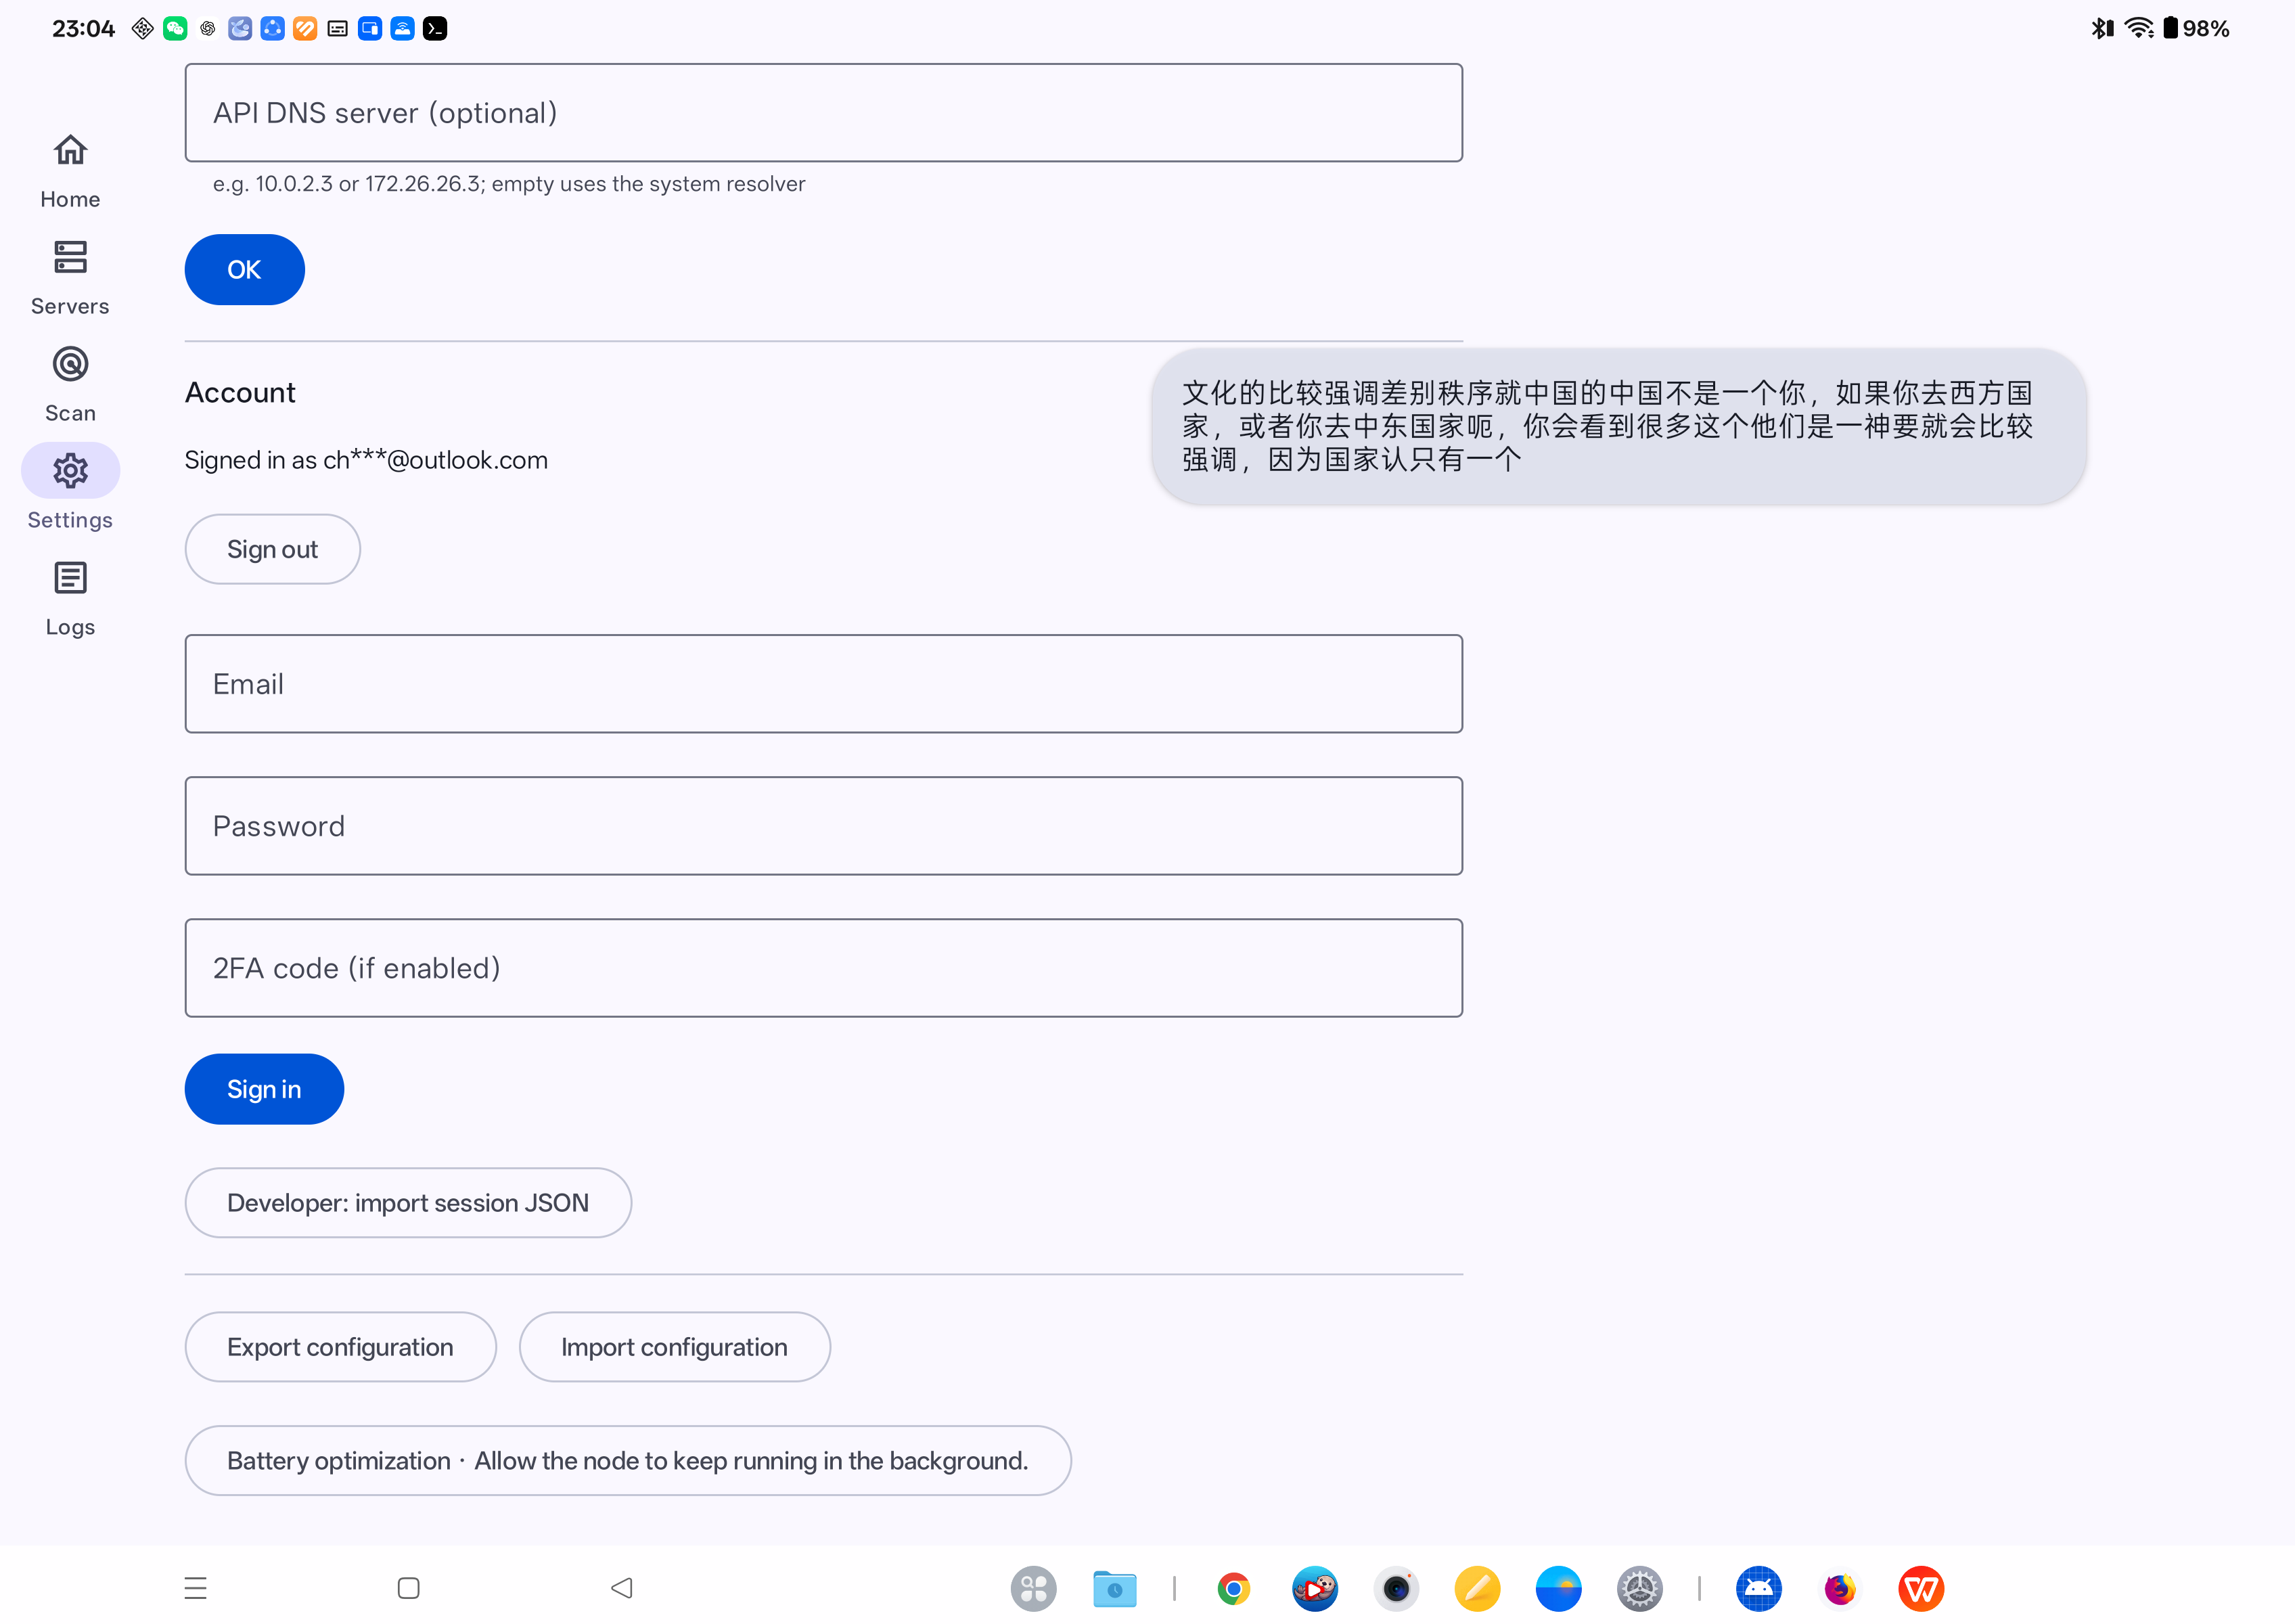 23:04
98%
API DNS server (optional)
e.g. 10.0.2.3 or 172.26.26.3; empty uses the system resolver
OK
Home
Servers
Scan
Settings
Logs
Account
Signed in as ch***@outlook.com
Sign out
文化的比较强调差别秩序就中国的中国不是一个你，如果你去西方国
家，或者你去中东国家呃，你会看到很多这个他们是一神要就会比较
强调，因为国家认只有一个
Email
Password
2FA code (if enabled)
Sign in
Developer: import session JSON
Export configuration
Import configuration
Battery optimization · Allow the node to keep running in the background.